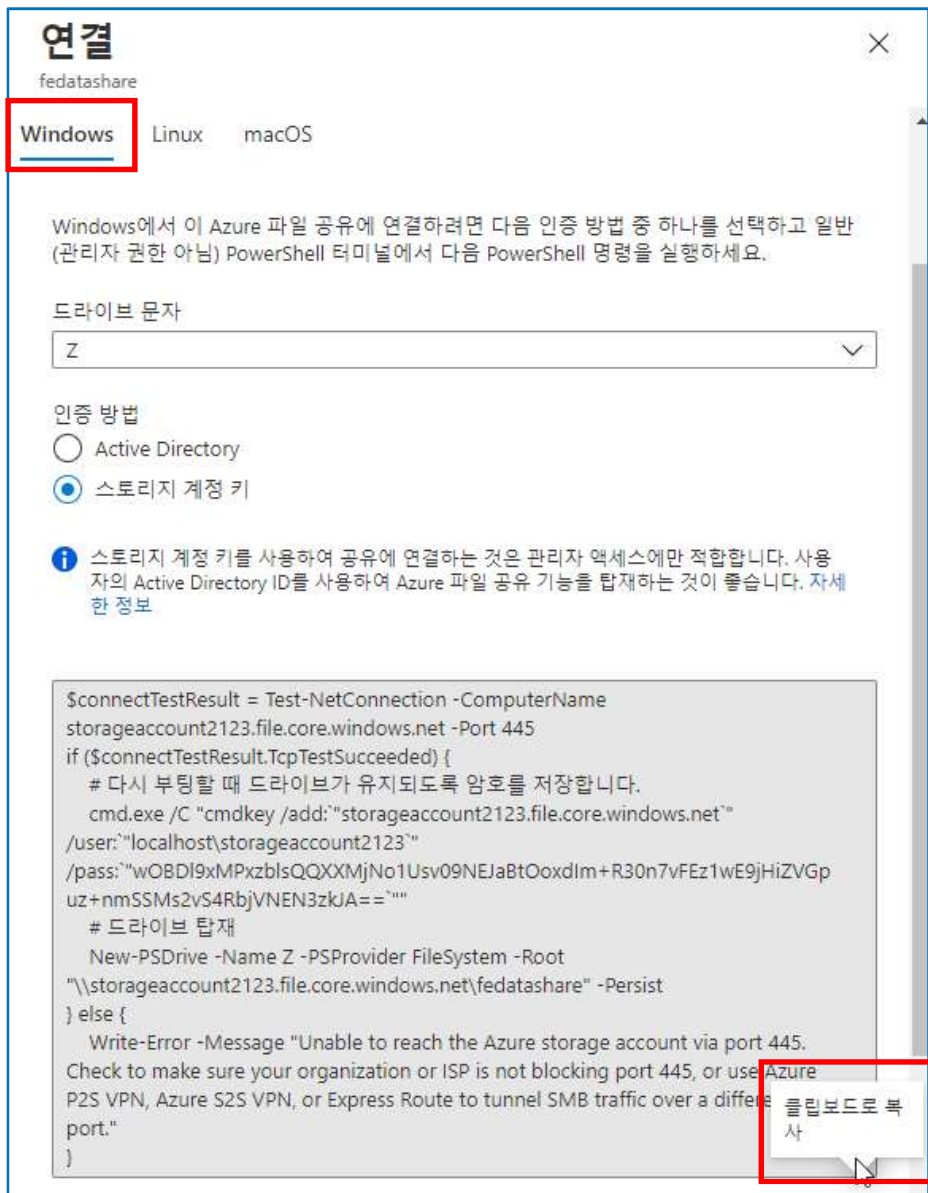 연결
fedatashare
Windows Linux macOS
Windows에서 이 Azure 파일 공유에 연결하려면 다음 인증 방법 중 하나를 선택하고 일반
(관리자 권한 아님) PowerShell 터미널에서 다음 PowerShell 명령을 실행하세요.
드라이브 문자
Z
인증 방법
Active Directory
스토리지 계정 키
스토리지 계정 키를 사용하여 공유에 연결하는 것은 관리자 액세스에만 적합합니다. 사용
자의 Active Directory ID를 사용하여 Azure 파일 공유 기능을 탑재하는 것이 좋습니다. 자세
한 정보
$connectTestResult = Test-NetConnection -ComputerName
storageaccount2123.file.core.windows.net -Port 445
if ($connectTestResult.TcpTestSucceeded) {
# 다시 부팅할 때 드라이브가 유지되도록 암호를 저장합니다.
cmd.exe /C "cmdkey /add:`"storageaccount2123.file.core.windows.net`"
/user:`"localhost\storageaccount2123`"
/pass:`"wOBDl9xMPxzblsQQXXMjNo1Usv09NEJaBtOoxdIm+R30n7vFEz1wE9jHiZVGp
uz+nmSSMs2vS4RbjVNEN3zkJA==`""
# 드라이브 탑재
New-PSDrive -Name Z -PSProvider FileSystem -Root
"\\storageaccount2123.file.core.windows.net\fedatashare" -Persist
} else {
Write-Error -Message "Unable to reach the Azure storage account via port 445.
Check to make sure your organization or ISP is not blocking port 445, or use Azure
P2S VPN, Azure S2S VPN, or Express Route to tunnel SMB traffic over a differe
port."
}
클립보드로 복
사